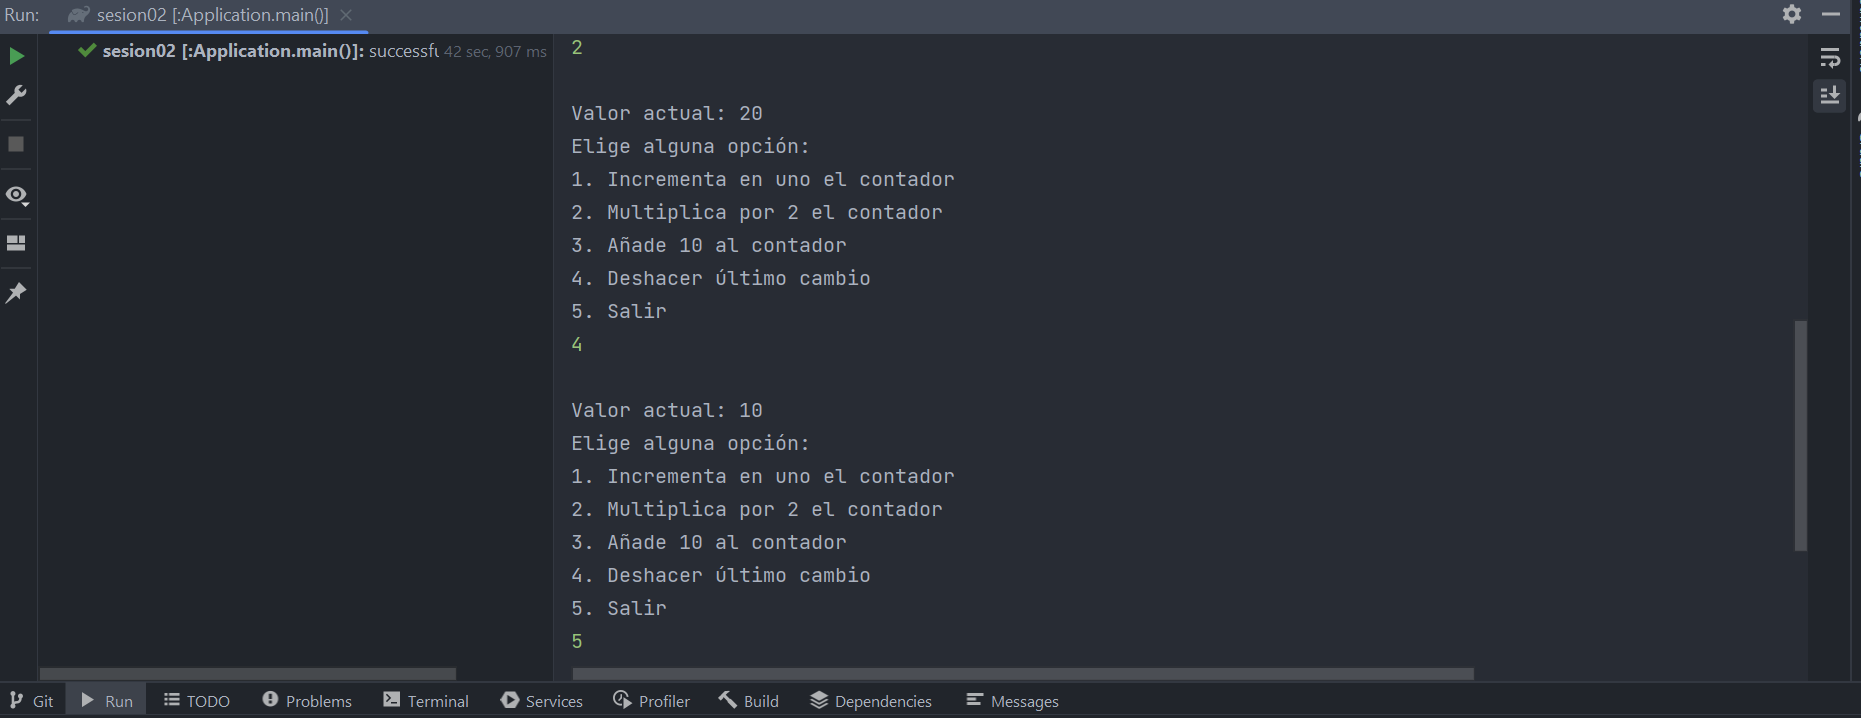 Run:
sesion02 [:Application.main()]
sesion02 [:Application.main()]: successfu 42 sec, 907 ms
2
Valor actual: 20
Elige alguna opción:
1. Incrementa en uno el contador
2. Multiplica por 2 el contador
3. Añade 10 al contador
4. Deshacer último cambio
5. Salir
4
Valor actual: 10
Elige alguna opción:
1. Incrementa en uno el contador
2. Multiplica por 2 el contador
3. Añade 10 al contador
4. Deshacer último cambio
5. Salir
5
Git
Run
TODO
Problems
Terminal
Services
Profiler
Build
Dependencies
Messages